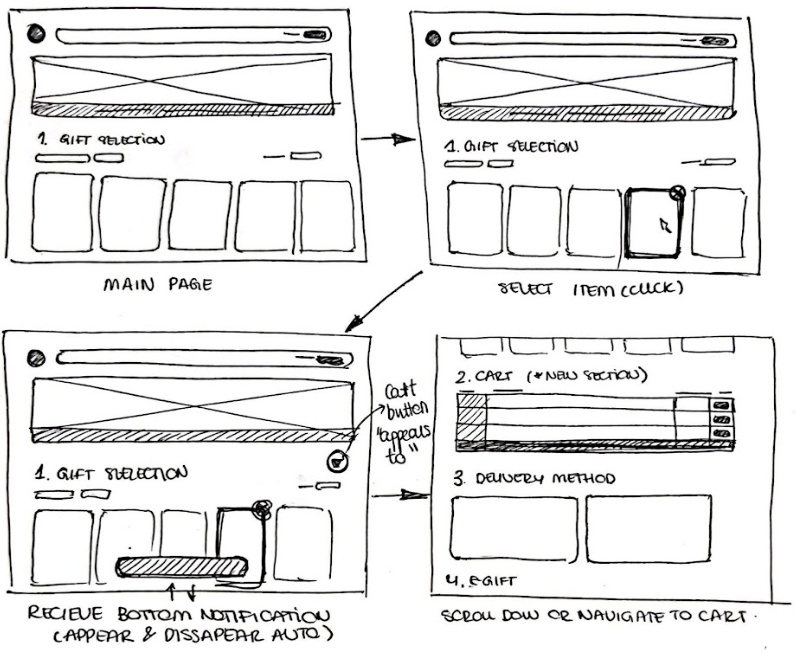 1. GIFT SELECTION
MAIN PAGE
1. GIFT SELECTION
SELECT ITEM (CLICK)
Cart
button
"appears
to"
1. GIFT SELECTION
RECIEVE BOTTOM NOTIFICATION
(APPEAR & DISSAPEAR AUTO)
2. CART (*NEW SECTION)
3. DELIVERY METHOD
4. E-GIFT
SCROLL DOW OR NAVIGATE TO CART.